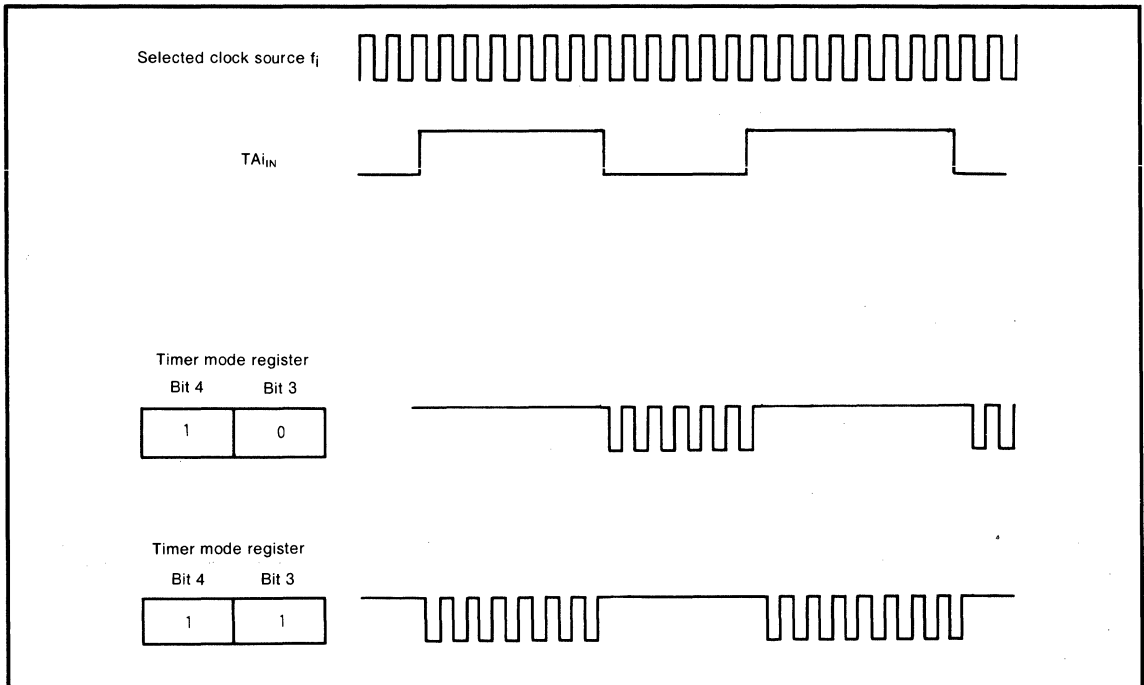 Selected clock source fi
TAiIN
Timer mode register
Bit 4 Bit 3
1 0
Timer mode register
Bit 4 Bit 3
1 1